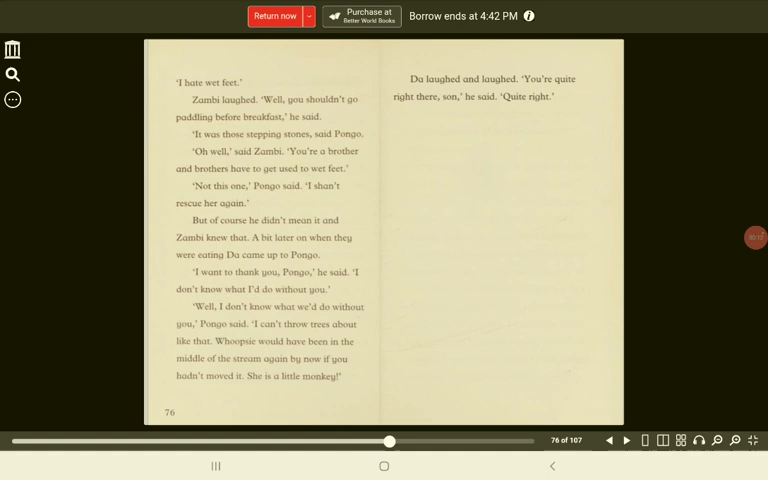 Return now
Purchase at
Better World Books
Borrow ends at 4:42 PM
'I hate wet feet.'
Zambi laughed. 'Well, you shouldn't go
paddling before breakfast,' he said.
'It was those stepping stones, said Pongo.
'Oh well,' said Zambi. 'You're a brother
and brothers have to get used to wet feet.'
'Not this one,' Pongo said. 'I shan't
rescue her again.'
But of course he didn't mean it and
Zambi knew that. A bit later on when they
were eating Da came up to Pongo.
'I want to thank you, Pongo,' he said. 'I
don't know what I'd do without you.'
'Well, I don't know what we'd do without
you,' Pongo said. 'I can't throw trees about
like that. Whoopsie would have been in the
middle of the stream again by now if you
hadn't moved it. She is a little monkey!'
76
Da laughed and laughed. 'You're quite
right there, son,' he said. 'Quite right.'
76 of 107